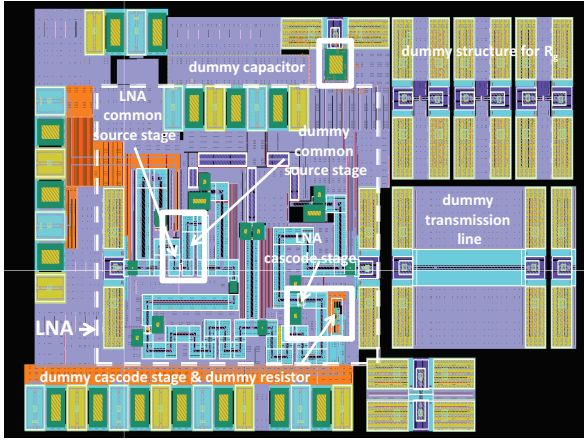 dummy structure for Rg
dummy capacitor
LNA
common
source stage
dummy
common
source stage
dummy
transmission
line
LNA
cascode stage
LNA
dummy cascode stage & dummy resistor